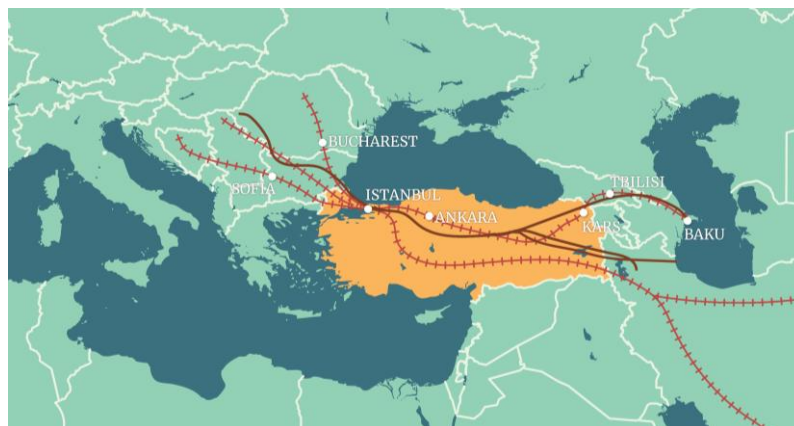 BUCHAREST
TBILISI
SOFIA
ISTANBUL
ANKARA
KARS
BAKU